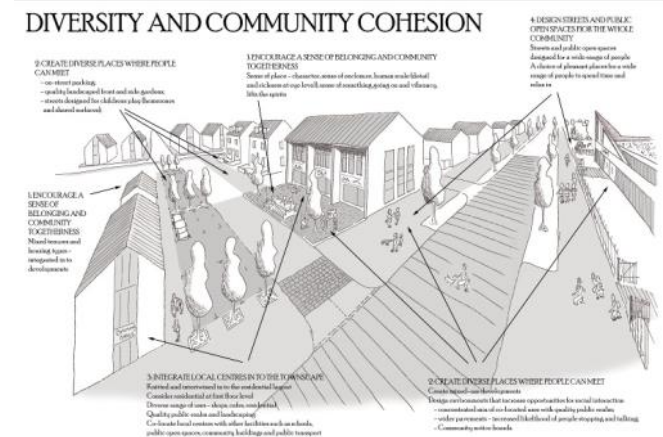 DIVERSITY AND COMMUNITY COHESION
4: DESIGN STREETS AND PUBLIC
OPEN SPACES FIOR THE WHOLE
COMMUNITY
Streets and public open spaces
designed for a wide range of people
A choice of pleasant places for a wide
range of people to spend time and
relax in
2: CREATE DIVERSE PLACES WHERE PEOPLE
CAN MEET
- on-street parking;
- quality landscaped front and side gardens;
- streets designed for childrens play (homezones
and shared surfaces);
1: ENCOURAGE A SENSE OF BELONGING AND COMMUNITY
TOGETHERNESS
Sense of place - character, sense of enclosure, human scale (detail
and richness at eye level), sense of something going on and vibrancy,
lifts the spirits
1: ENCOURAGE A
SENSE OF
BELONGING AND
COMMUNITY
TOGETHERNESS
Mixed tenures and
housing types -
integrated in to
developments
3: INTEGRATE LOCAL CENTRES IN TO THE TOWNSCAPE
Knitted and intertwined in to the residential layout
Consider residential at first floor level
Diverse range of uses - shops, cafes, residential
Quality public realm and landscaping
Co-locate local centres with other facilities such as schools,
public open spaces, community buildings and public transport
2: CREATE DIVERSE PLACES WHERE PEOPLE CAN MEET
Create mixed-use developments
Design environments that increase opportunities for social interaction
- concentrated mix of co-located uses with quality public realm;
- wider pavements - increased likelihood of people stopping and talking;
- Community notice boards